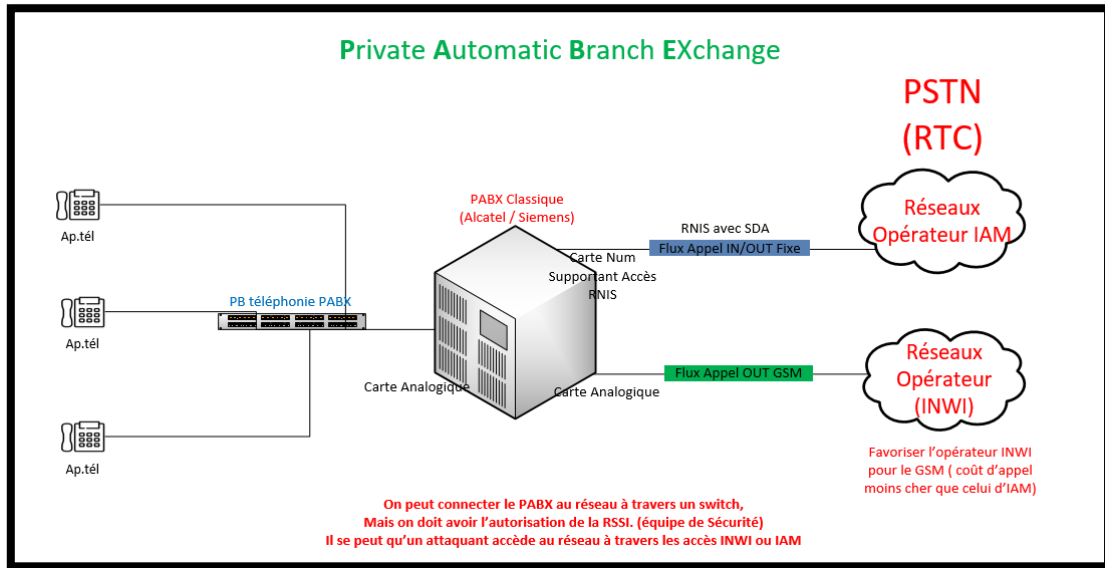 Private Automatic Branch EXchange
PSTN
(RTC)
PABX Classique
(Alcatel / Siemens)
Réseaux
Opérateur IAM
RNIS avec SDA
Flux Appel IN/OUT Fixe
Carte Num
Supportant Accès
RNIS
Ap.tél
PB téléphonie PABX
Ap.tél
Carte Analogique
Flux Appel OUT GSM
Carte Analogique
Réseaux
Opérateur
(INWI)
Ap.tél
Favoriser l’opérateur INWI
pour le GSM ( coût d’appel
moins cher que celui d’IAM)
On peut connecter le PABX au réseau à travers un switch,
Mais on doit avoir l’autorisation de la RSSI. (équipe de Sécurité)
Il se peut qu’un attaquant accède au réseau à travers les accès INWI ou IAM